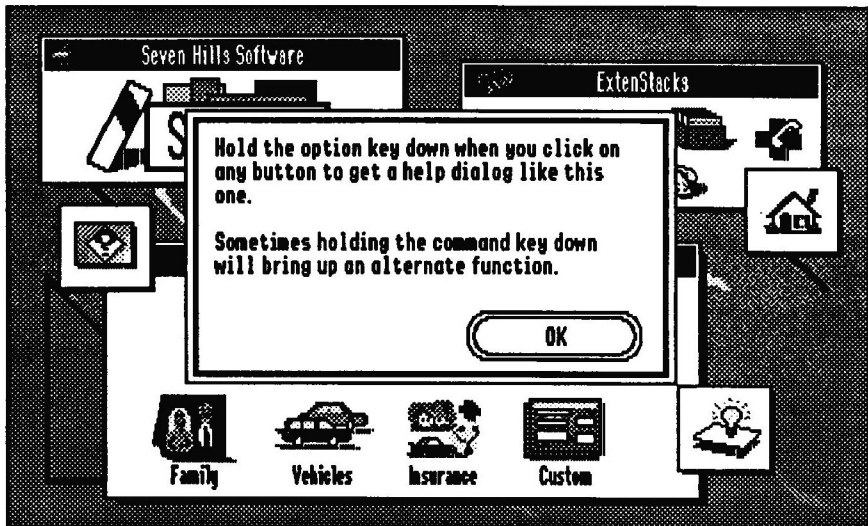 Seven Hills Software
ExtenStacks
S
Hold the option key down when you click on
any button to get a help dialog like this
one.
Sometimes holding the command key down
will bring up an alternate function.
OK
Family
Vehicles
Insurance
Custom